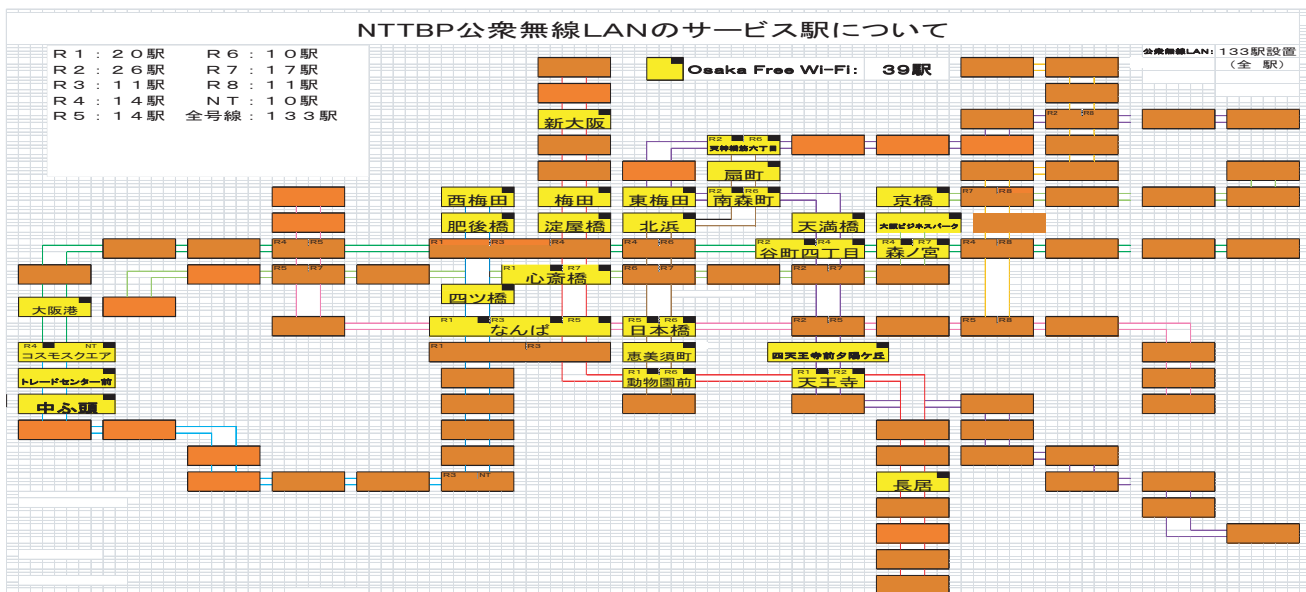 NTTBP公衆無線LANのサービス駅について
R1：20駅 R6：10駅
R2：26駅 R7：17駅
R3：11駅 R8：11駅
R4：14駅 NT：10駅
R5：14駅 全号線：133駅
Osaka Free Wi-Fi: 39駅
公衆無線LAN：133駅設置
(全 駅)
新大阪
R2 R8
R2 R6
天神橋筋六丁目
扇町
西梅田
梅田
東梅田
R2 R6
南森町
京橋
R7 R8
肥後橋
淀屋橋
北浜
天満橋
大阪ビジネスパーク
R4 R5
R1 R3 R4
R4 R6
R2 R4
谷町四丁目
R4 R7
森ノ宮
R4 R8
R5 R7
R1 R7
心斎橋
R6 R7
R2 R7
四ツ橋
大阪港
R1 R3 R5
なんば
R5 R6
日本橋
R2 R5
R5 R8
R4 NT
コスモスクエア
R1 R3
恵美須町
四天王寺前夕陽ケ丘
トレードセンター前
R1 R6
動物園前
R1 R2
天王寺
中ふ頭
R3 NT
長居